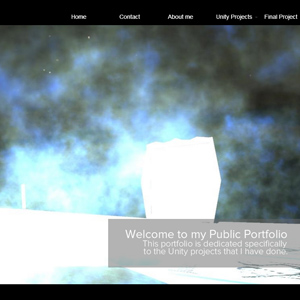 Home Contact About me Unity Projects Final Project
Welcome to my Public Portfolio
This portfolio is dedicated specifically
to the Unity projects that I have done.